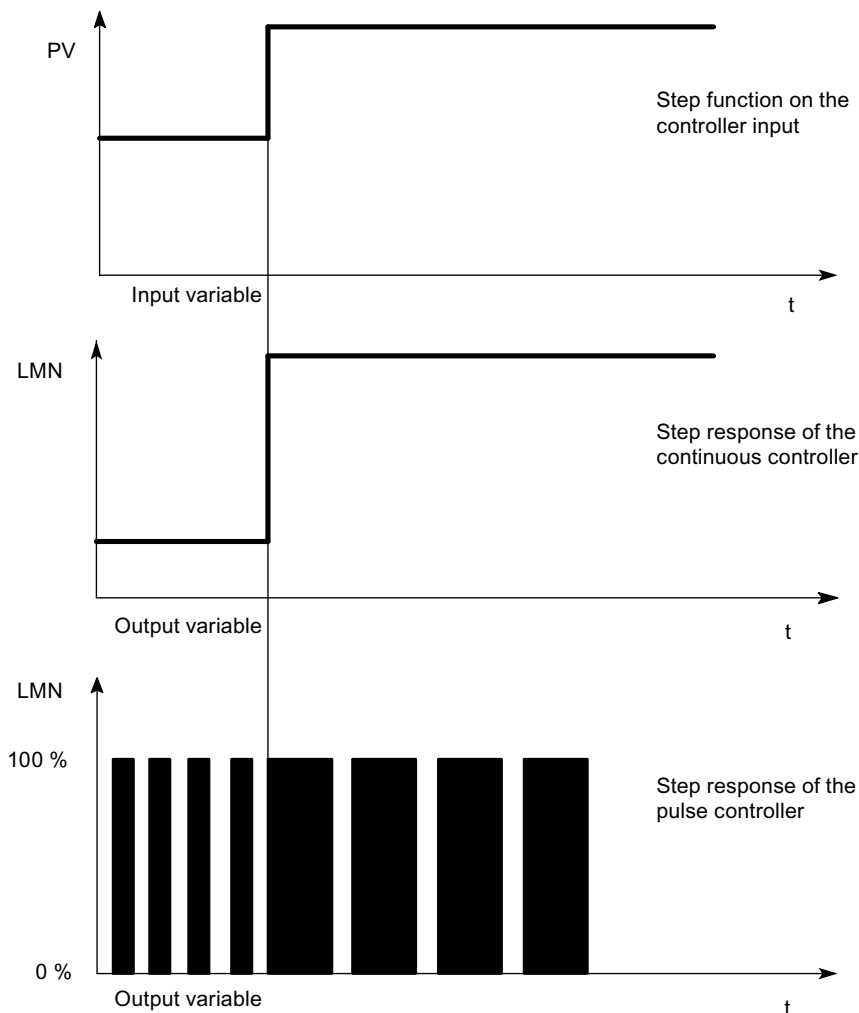 PV
Step function on the
controller input
Input variable
t
LMN
Step response of the
continuous controller
Output variable
t
LMN
100 %
Step response of the
pulse controller
0 %
Output variable
t